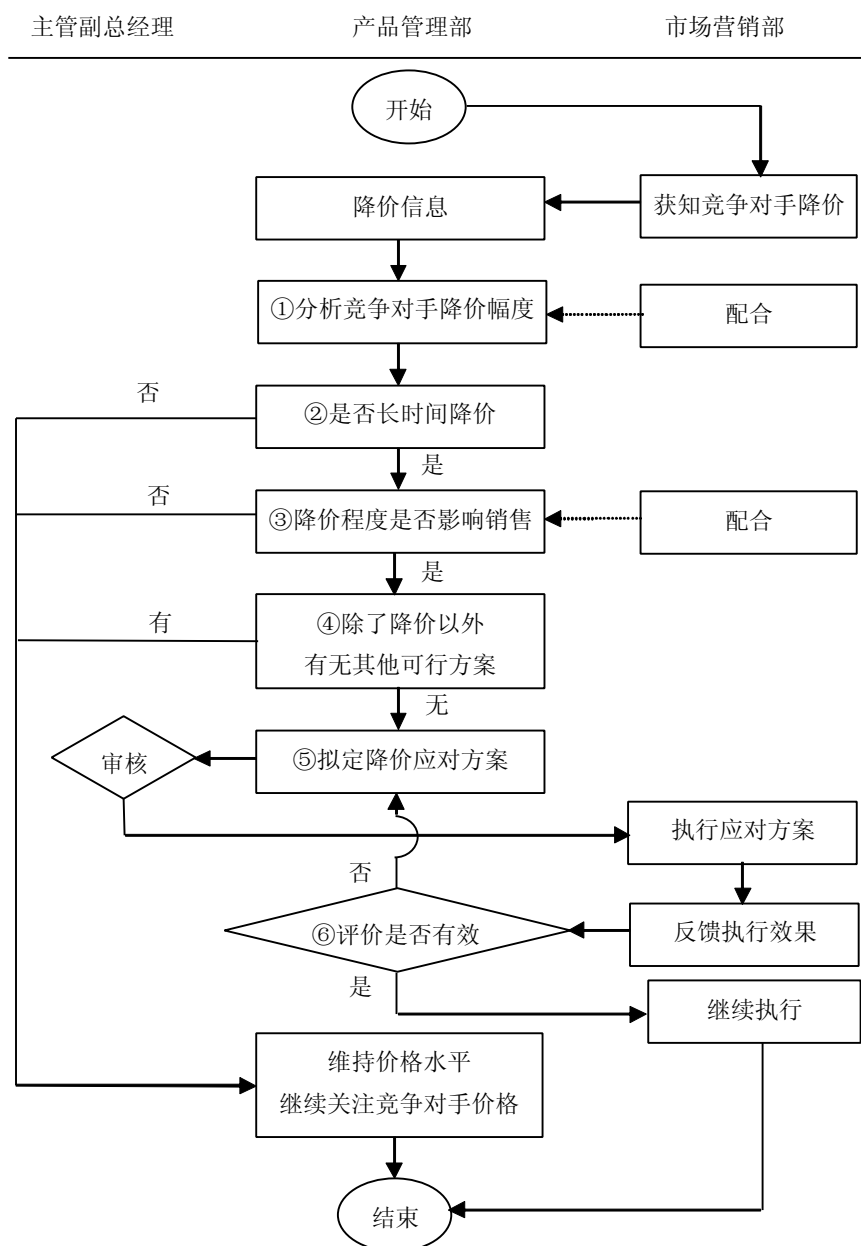 主管副总经理
产品管理部
市场营销部
开始
降价信息
获知竞争对手降价
①分析竞争对手降价幅度
配合
否
②是否长时间降价
是
否
③降价程度是否影响销售
配合
是
有
④除了降价以外
有无其他可行方案
无
审核
⑤拟定降价应对方案
执行应对方案
否
⑥评价是否有效
反馈执行效果
是
继续执行
维持价格水平
继续关注竞争对手价格
结束